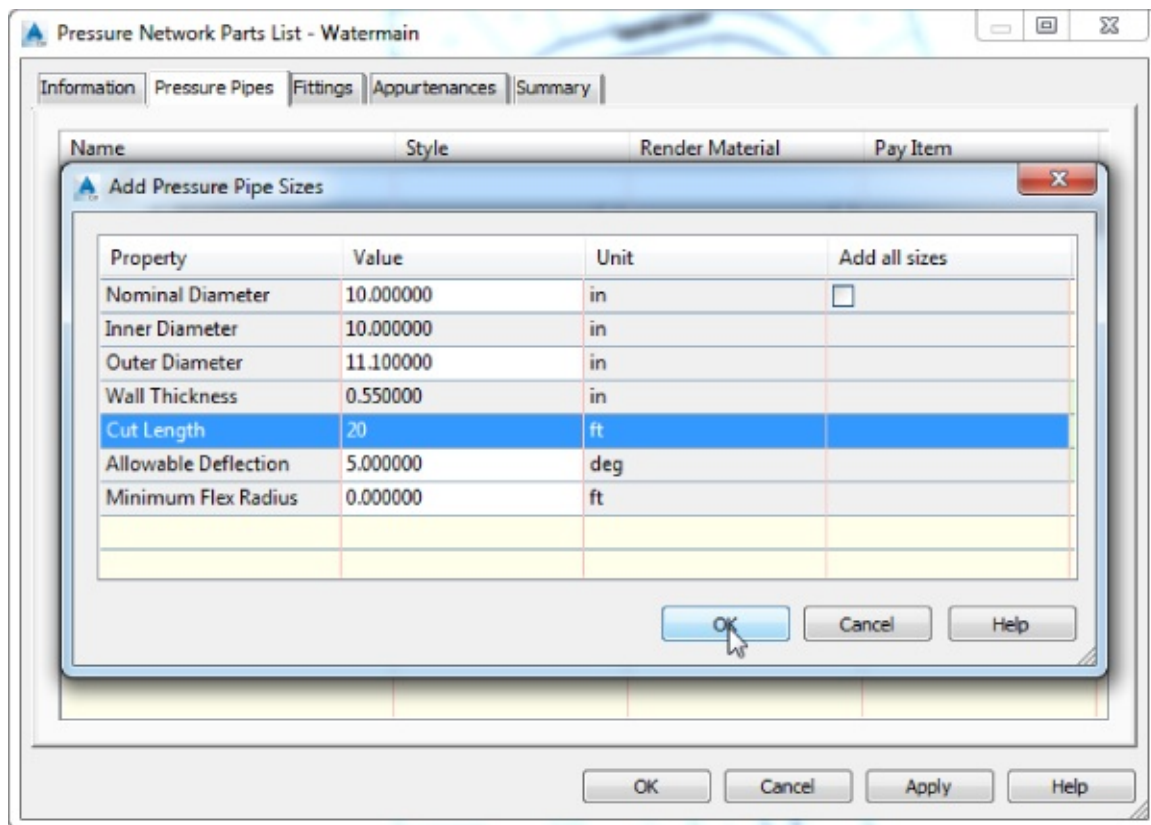 Pressure Network Parts List - Watermain
Information Pressure Pipes Fittings Appurtenances Summary
Name Style Render Material Pay Item
Add Pressure Pipe Sizes
Property Value Unit Add all sizes
Nominal Diameter 10.000000 in
Inner Diameter 10.000000 in
Outer Diameter 11.100000 in
Wall Thickness 0.550000 in
Cut Length 20 ft
Allowable Deflection 5.000000 deg
Minimum Flex Radius 0.000000 ft
OK Cancel Help
OK Cancel Apply Help